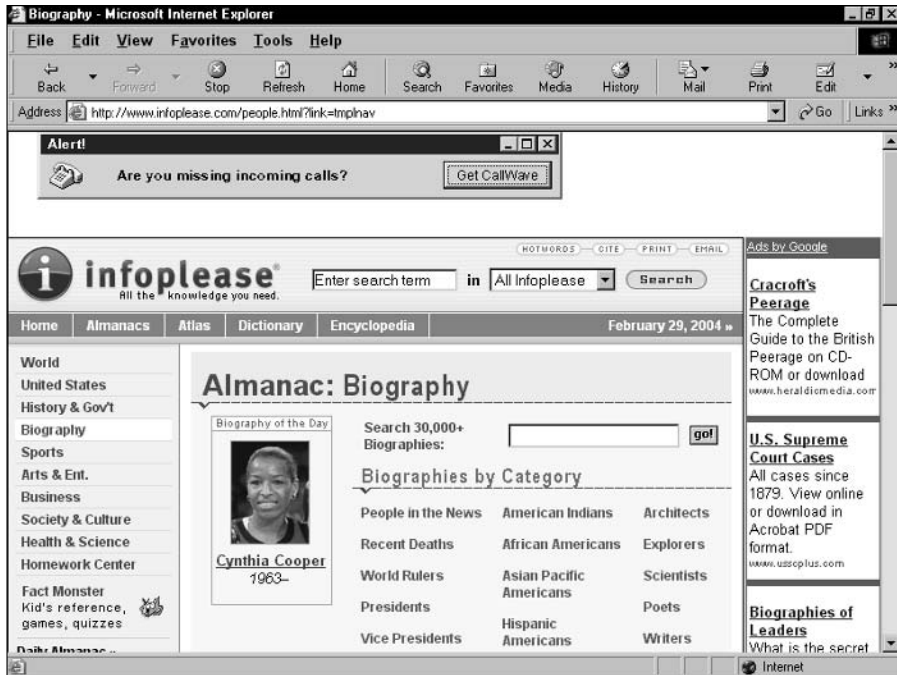 Biography - Microsoft Internet Explorer
File Edit View Favorites Tools Help
Back Forward Stop Refresh Home Search Favorites Media History Mail Print Edit »
Address http://www.infoplease.com/people.html?link=tmplnav Go Links »
Alert!
Are you missing incoming calls? Get CallWave
HOTWORDS CITE PRINT EMAIL
infoplease®
All the knowledge you need.
Enter search term in All Infoplease Search
Home Almanacs Atlas Dictionary Encyclopedia February 29, 2004 »
World
United States
History & Gov't
Biography
Sports
Arts & Ent.
Business
Society & Culture
Health & Science
Homework Center
Fact Monster
Kid's reference,
games, quizzes
Daily Almanac »
Almanac: Biography
Biography of the Day
Cynthia Cooper
1963–
Search 30,000+
Biographies:
go!
Biographies by Category
People in the News American Indians Architects
Recent Deaths African Americans Explorers
World Rulers Asian Pacific
Americans Scientists
Presidents Hispanic
Americans Poets
Vice Presidents Writers
Ads by Google
Cracroft's
Peerage
The Complete
Guide to the British
Peerage on CD-
ROM or download
www.heraldicmedia.com
U.S. Supreme
Court Cases
All cases since
1879. View online
or download in
Acrobat PDF
format.
www.usscplus.com
Biographies of
Leaders
What is the secret
Internet